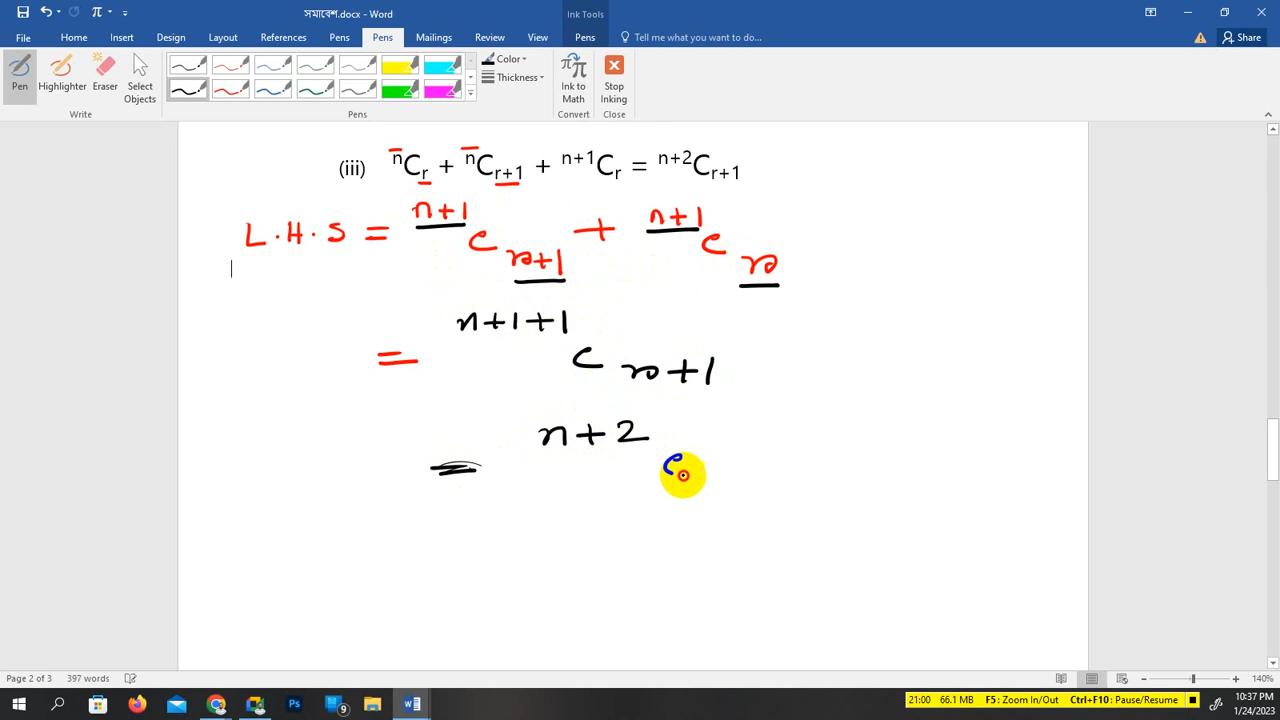 সমাবেশ.docx - Word
Ink Tools
File Home Insert Draw Design Layout References Mailings Review View Help Pens Tell me what you want to do... Share
Pen Highlighter Eraser Select Objects Color Thickness Ink to Math Stop Inking
Write Pens Convert Close
(iii) ⁿCᵣ + ⁿCᵣ₊₁ + ⁿ⁺¹Cᵣ = ⁿ⁺²Cᵣ₊₁
L.H.S = ⁿ⁺¹Cᵣ₊₁ + ⁿ⁺¹Cᵣ
= ⁿ⁺¹⁺¹Cᵣ₊₁
= ⁿ⁺²C
Page 2 of 3 397 words 140%
21:00 66.1 MB F5: Zoom In/Out Ctrl+F10: Pause/Resume
10:37 PM
1/24/2023